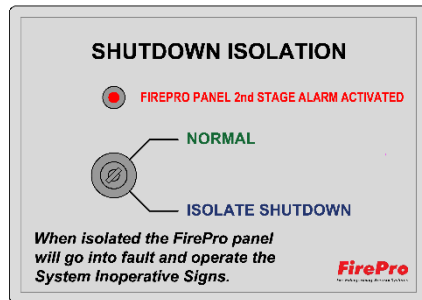 SHUTDOWN ISOLATION
FIREPRO PANEL 2nd STAGE ALARM ACTIVATED
NORMAL
ISOLATE SHUTDOWN
When isolated the FirePro panel
will go into fault and operate the
System Inoperative Signs.
FirePro